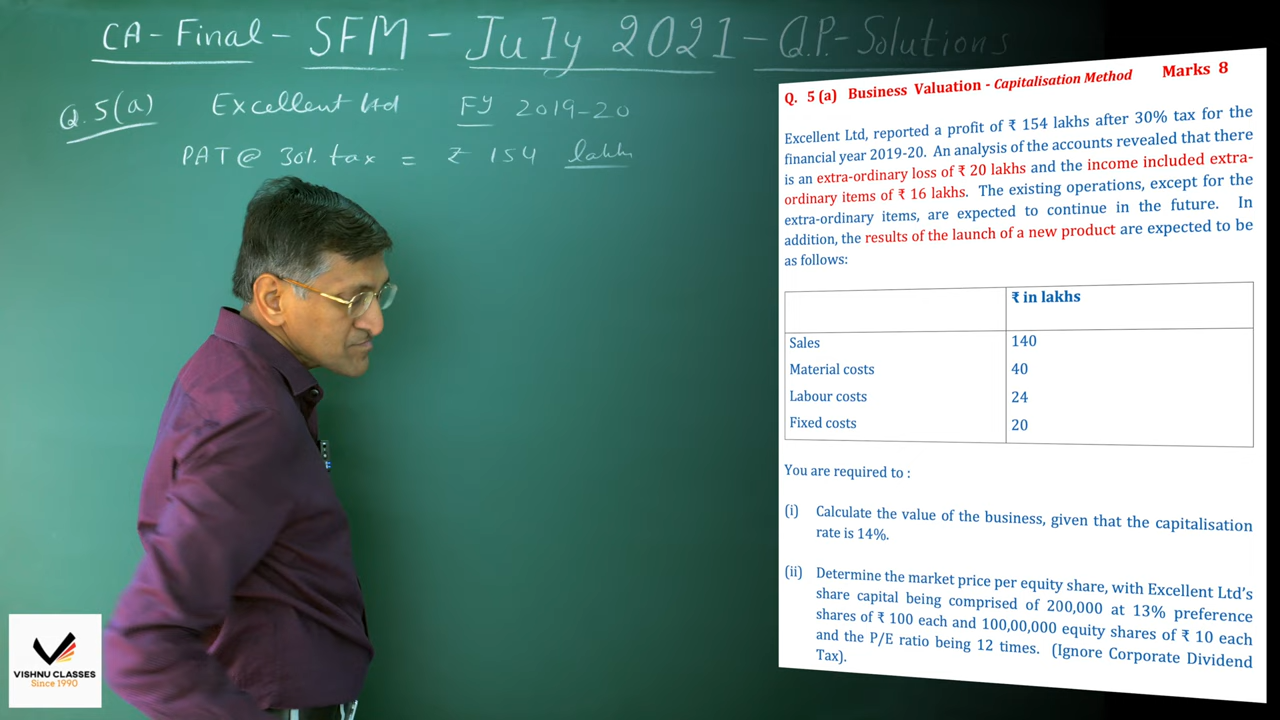 CA-Final-SFM-July 2021-Q.P.-Solutions
Q.5(a) Excellent Ltd FY 2019-20
PAT @ 30% tax = ₹ 154 lakhs
Q. 5 (a) Business Valuation - Capitalisation Method Marks 8
Excellent Ltd, reported a profit of ₹ 154 lakhs after 30% tax for the
financial year 2019-20. An analysis of the accounts revealed that there
is an extra-ordinary loss of ₹ 20 lakhs and the income included extra-
ordinary items of ₹ 16 lakhs. The existing operations, except for the
extra-ordinary items, are expected to continue in the future. In
addition, the results of the launch of a new product are expected to be
as follows:
₹ in lakhs
Sales 140
Material costs 40
Labour costs 24
Fixed costs 20
You are required to :
(i) Calculate the value of the business, given that the capitalisation
rate is 14%.
(ii) Determine the market price per equity share, with Excellent Ltd's
share capital being comprised of 200,000 at 13% preference
shares of ₹ 100 each and 100,00,000 equity shares of ₹ 10 each
and the P/E ratio being 12 times. (Ignore Corporate Dividend
Tax).
VISHNU CLASSES
Since 1990